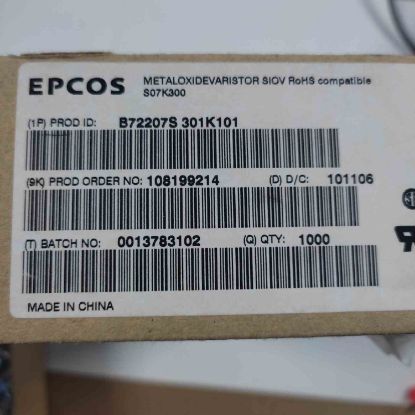 EPCOS METALOXIDEVARISTOR SIOV RoHS compatible
S07K300
(1P) PROD ID: B72207S 301K101
(9K) PROD ORDER NO: 108199214 (D) D/C: 101106
(T) BATCH NO: 0013783102 (Q) QTY: 1000
MADE IN CHINA